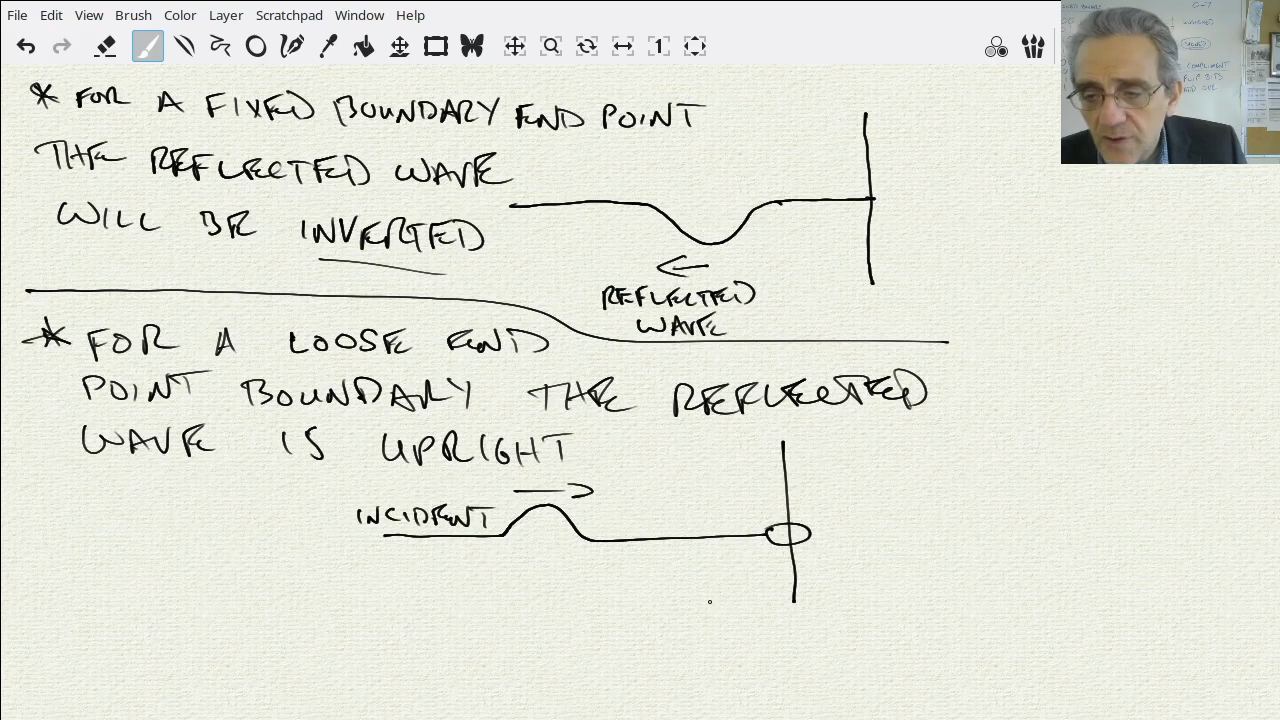 File Edit View Brush Color Layer Scratchpad Window Help
* FOR A FIXED BOUNDARY END POINT
THE REFLECTED WAVE
WILL BE INVERTED
REFLECTED
WAVE
* FOR A LOOSE END
POINT BOUNDARY THE REFLECTED
WAVE IS UPRIGHT
INCIDENT